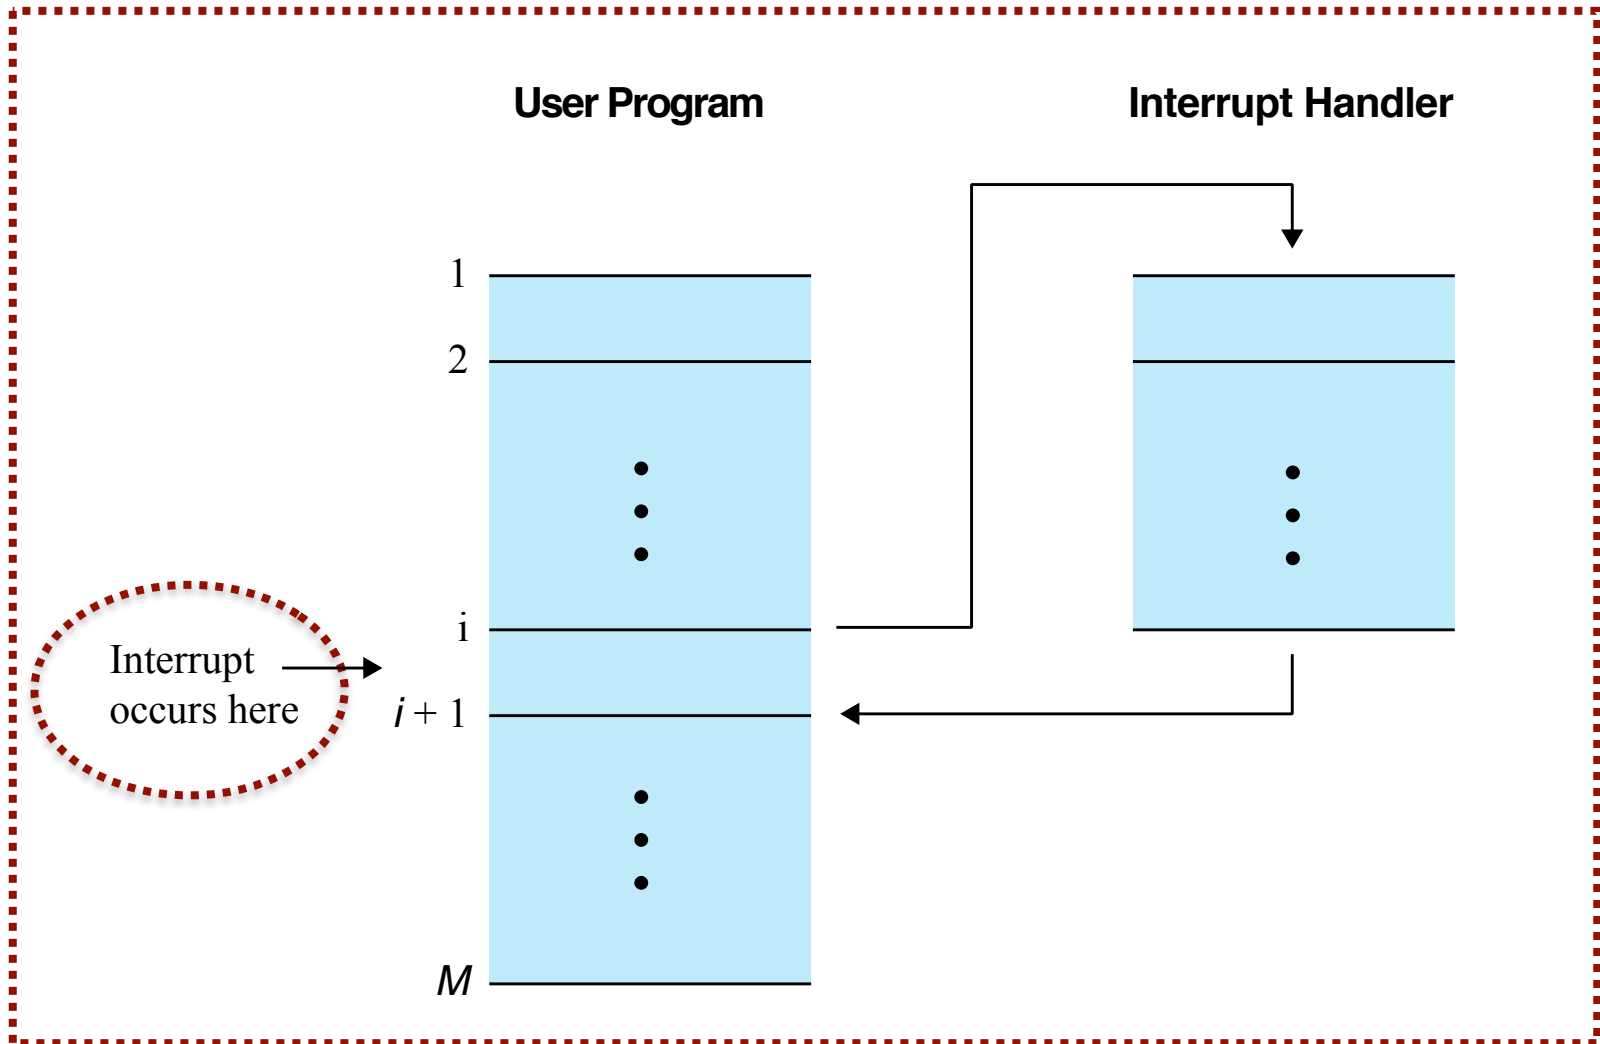 User Program
Interrupt Handler
1
2
i
Interrupt
occurs here
i + 1
M